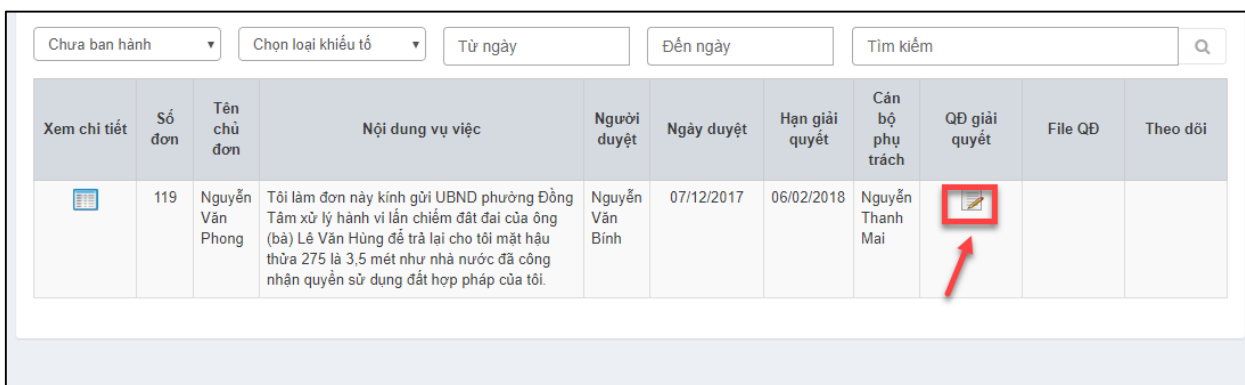 Chưa ban hành
Chọn loại khiếu tố
Từ ngày
Đến ngày
Tìm kiếm
Xem chi tiết
Số
đơn
Tên
chủ
đơn
Nội dung vụ việc
Người
duyệt
Ngày duyệt
Hạn giải
quyết
Cán
bộ
phụ
trách
QĐ giải
quyết
File QĐ
Theo dõi
119
Nguyễn
Văn
Phong
Tôi làm đơn này kính gửi UBND phường Đồng
Tâm xử lý hành vi lấn chiếm đât đai của ông
(bà) Lê Văn Hùng để trả lại cho tôi mặt hậu
thửa 275 là 3,5 mét như nhà nước đã công
nhận quyền sử dụng đất hợp pháp của tôi.
Nguyễn
Văn
Bính
07/12/2017
06/02/2018
Nguyễn
Thanh
Mai